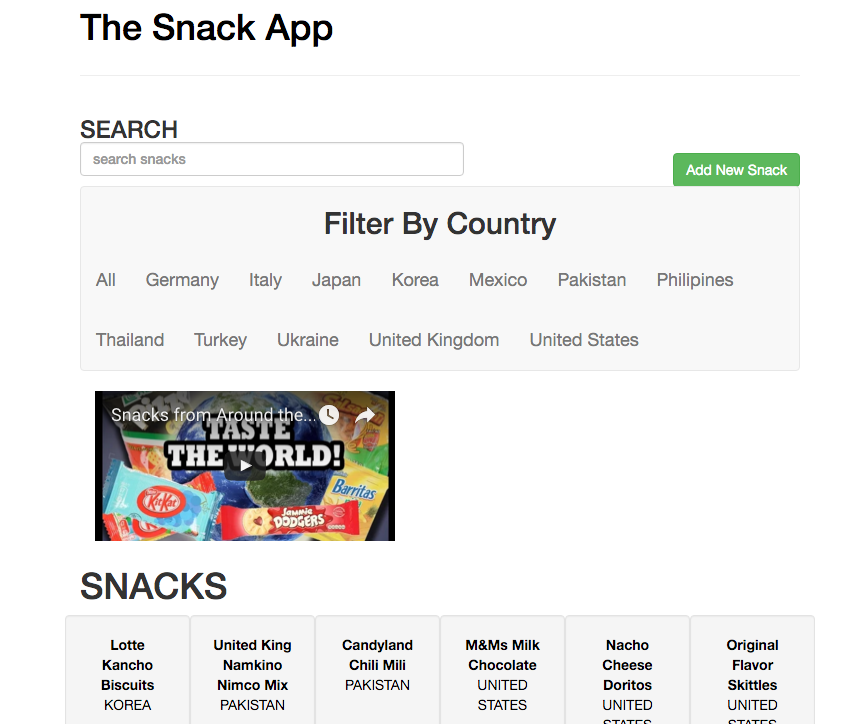 The Snack App
SEARCH
search snacks
Add New Snack
Filter By Country
All Germany Italy Japan Korea Mexico Pakistan Philipines
Thailand Turkey Ukraine United Kingdom United States
Snacks from Around the...
TASTE
THE WORLD!
KitKat
Barritas
Jammie
DODGERS
SNACKS
Lotte
Kancho
Biscuits
KOREA
United King
Namkino
Nimco Mix
PAKISTAN
Candyland
Chili Mili
PAKISTAN
M&Ms Milk
Chocolate
UNITED
STATES
Nacho
Cheese
Doritos
UNITED
STATES
Original
Flavor
Skittles
UNITED
STATES